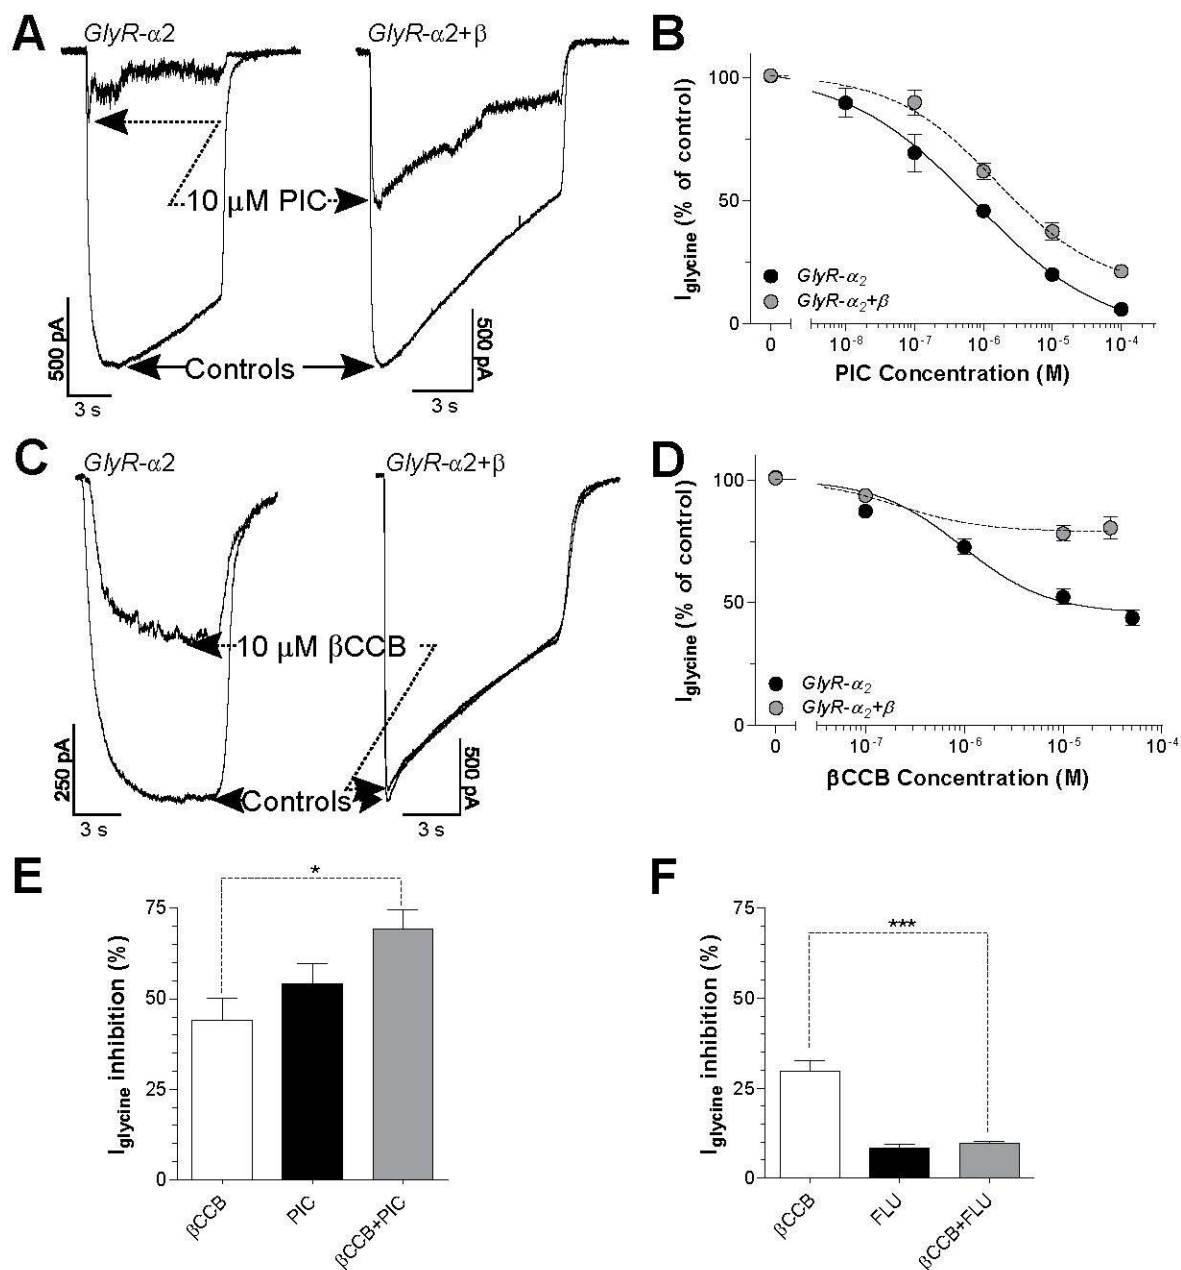 A
GlyR-α2
GlyR-α2+β
10 μM PIC
Controls
500 pA
3 s
500 pA
3 s
B
I glycine (% of control)
100
50
0
GlyR-α2
GlyR-α2+β
0
10-8
10-7
10-6
10-5
10-4
PIC Concentration (M)
C
GlyR-α2
GlyR-α2+β
10 μM βCCB
Controls
250 pA
3 s
500 pA
3 s
D
I glycine (% of control)
100
50
0
GlyR-α2
GlyR-α2+β
0
10-7
10-6
10-5
10-4
βCCB Concentration (M)
E
I glycine inhibition (%)
75
50
25
0
*
βCCB
PIC
βCCB+PIC
F
I glycine inhibition (%)
75
50
25
0
***
βCCB
FLU
βCCB+FLU